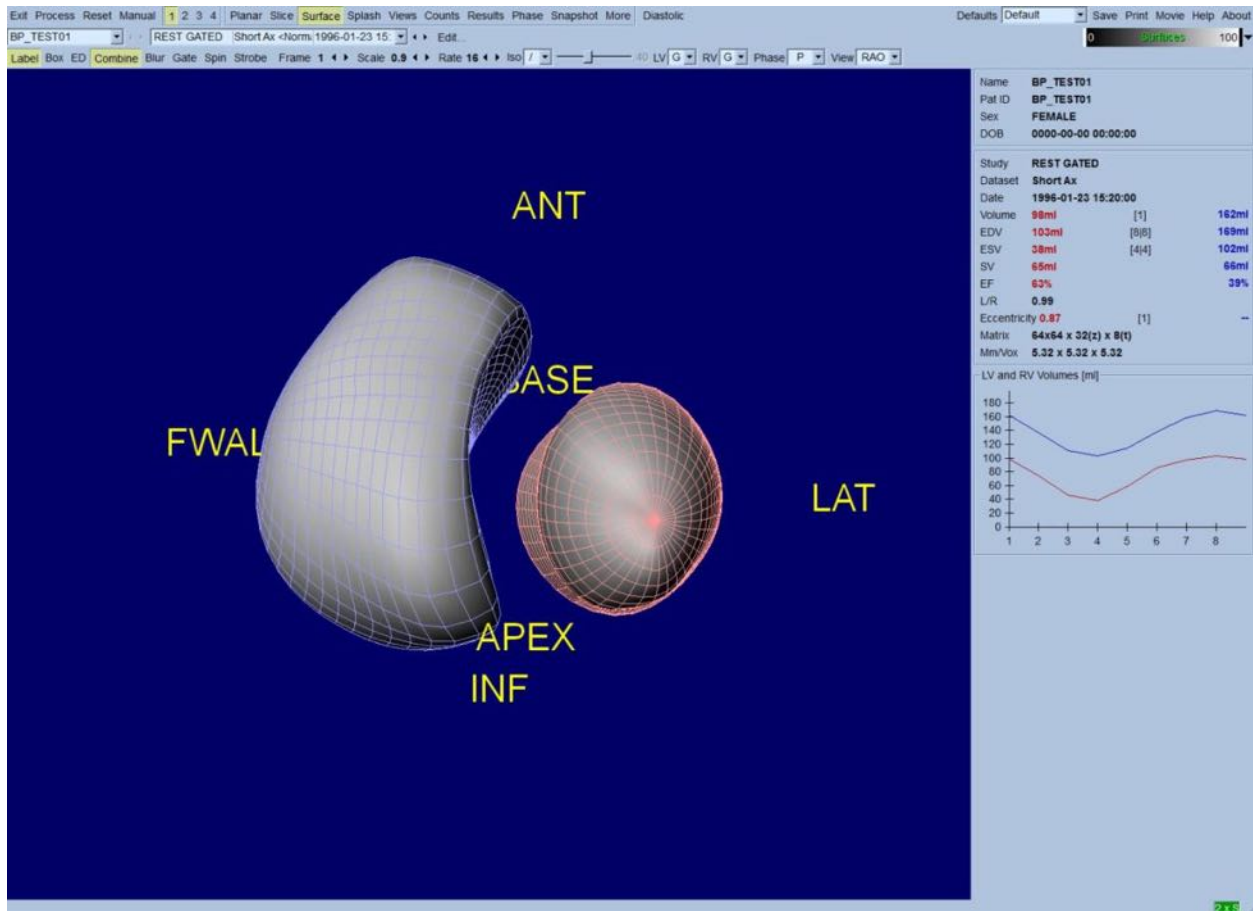 Exit Process Reset Manual 1 2 3 4 Planar Slice Surface Splash Views Counts Results Phase Snapshot More Diastolic Defaults Default Save Print Movie Help About
BP_TEST01 REST GATED Short Ax <Norm 1996-01-23 15: Edit... 0 Surfaces 100
Label Box ED Combine Blur Gate Spin Strobe Frame 1 Scale 0.9 Rate 16 Iso / 40 LV G RV G Phase P View RAO
ANT
BASE
FWAL
LAT
APEX
INF
Name BP_TEST01
Pat ID BP_TEST01
Sex FEMALE
DOB 0000-00-00 00:00:00
Study REST GATED
Dataset Short Ax
Date 1996-01-23 15:20:00
Volume 98ml [1] 162ml
EDV 103ml [8|8] 169ml
ESV 38ml [4|4] 102ml
SV 65ml 66ml
EF 63% 39%
L/R 0.99
Eccentricity 0.87 [1] --
Matrix 64x64 x 32(z) x 8(t)
Mm/Vox 5.32 x 5.32 x 5.32
LV and RV Volumes [ml]
180
160
140
120
100
80
60
40
20
0
1 2 3 4 5 6 7 8
2 x S